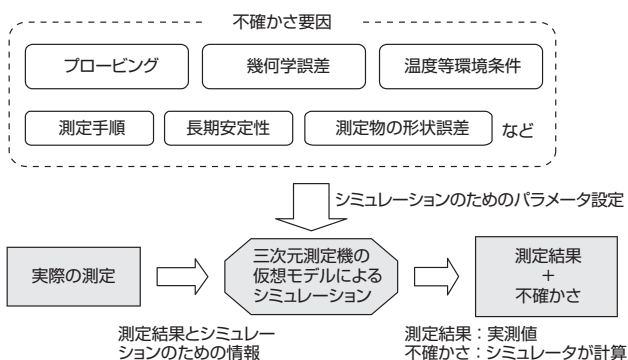 不確かさ要因
プロービング
幾何学誤差
温度等環境条件
測定手順
長期安定性
測定物の形状誤差
など
シミュレーションのためのパラメータ設定
実際の測定
三次元測定機の
仮想モデルによる
シミュレーション
測定結果
+
不確かさ
測定結果とシミュレー
ションのための情報
測定結果：実測値
不確かさ：シミュレータが計算